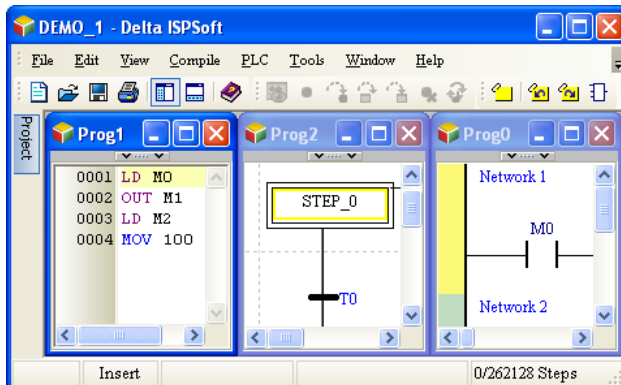 DEMO_1 - Delta ISPSoft
File Edit View Compile PLC Tools Window Help
Project
Prog1
0001 LD M0
0002 OUT M1
0003 LD M2
0004 MOV 100
Prog2
STEP_0
T0
Prog0
Network 1
M0
Network 2
Insert
0/262128 Steps